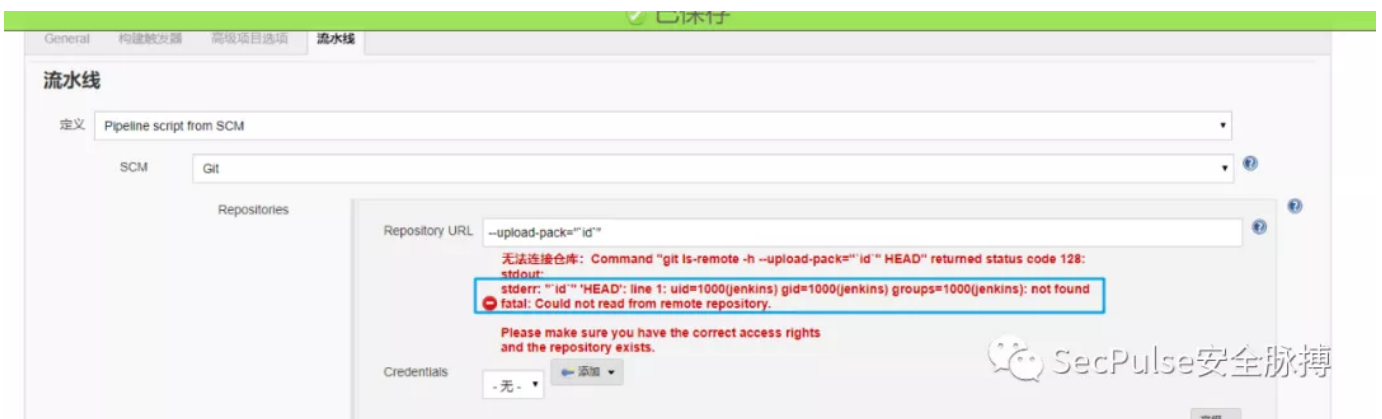 已保存
General 构建触发器 高级项目选项 流水线
流水线
定义 Pipeline script from SCM
SCM Git
Repositories
Repository URL --upload-pack="`id`"
无法连接仓库：Command "git ls-remote -h --upload-pack="`id`" HEAD" returned status code 128:
stdout:
stderr: "`id`" 'HEAD': line 1: uid=1000(jenkins) gid=1000(jenkins) groups=1000(jenkins): not found
fatal: Could not read from remote repository.
Please make sure you have the correct access rights
and the repository exists.
Credentials - 无 - 添加
SecPulse安全脉搏